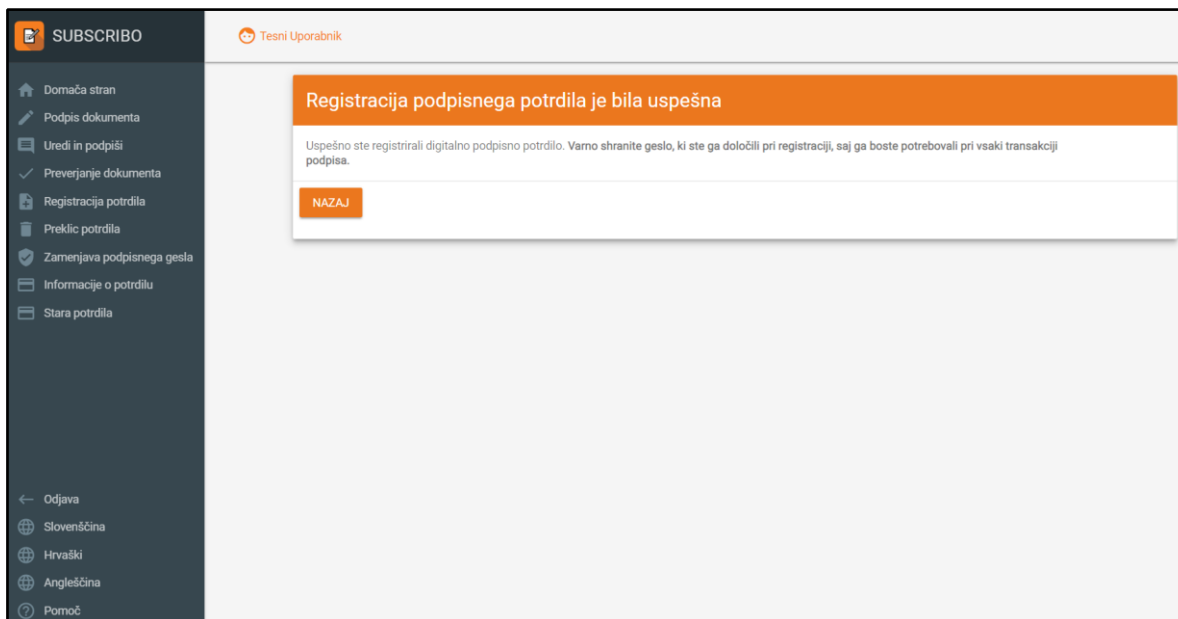 SUBSCRIBO
Tesni Uporabnik
Domača stran
Podpis dokumenta
Uredi in podpiši
Preverjanje dokumenta
Registracija potrdila
Preklic potrdila
Zamenjava podpisnega gesla
Informacije o potrdilu
Stara potrdila
Odjava
Slovenščina
Hrvaški
Angleščina
Pomoč
Registracija podpisnega potrdila je bila uspešna
Uspešno ste registrirali digitalno podpisno potrdilo. Varno shranite geslo, ki ste ga določili pri registraciji, saj ga boste potrebovali pri vsaki transakciji
podpisa.
NAZAJ